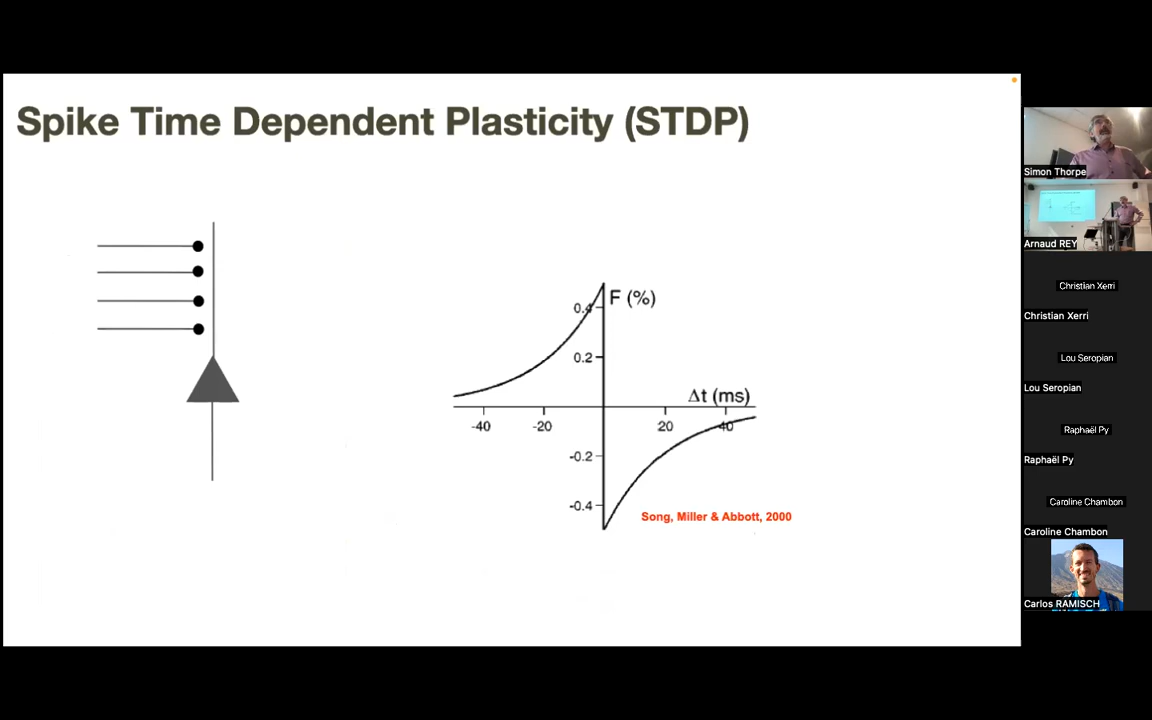 Spike Time Dependent Plasticity (STDP)
F (%)
0.4
0.2
Δt (ms)
-40
-20
20
40
-0.2
-0.4
Song, Miller & Abbott, 2000
Simon Thorpe
Arnaud REY
Christian Xerri
Christian Xerri
Lou Seropian
Lou Seropian
Raphaël Py
Raphaël Py
Caroline Chambon
Caroline Chambon
Carlos RAMISCH